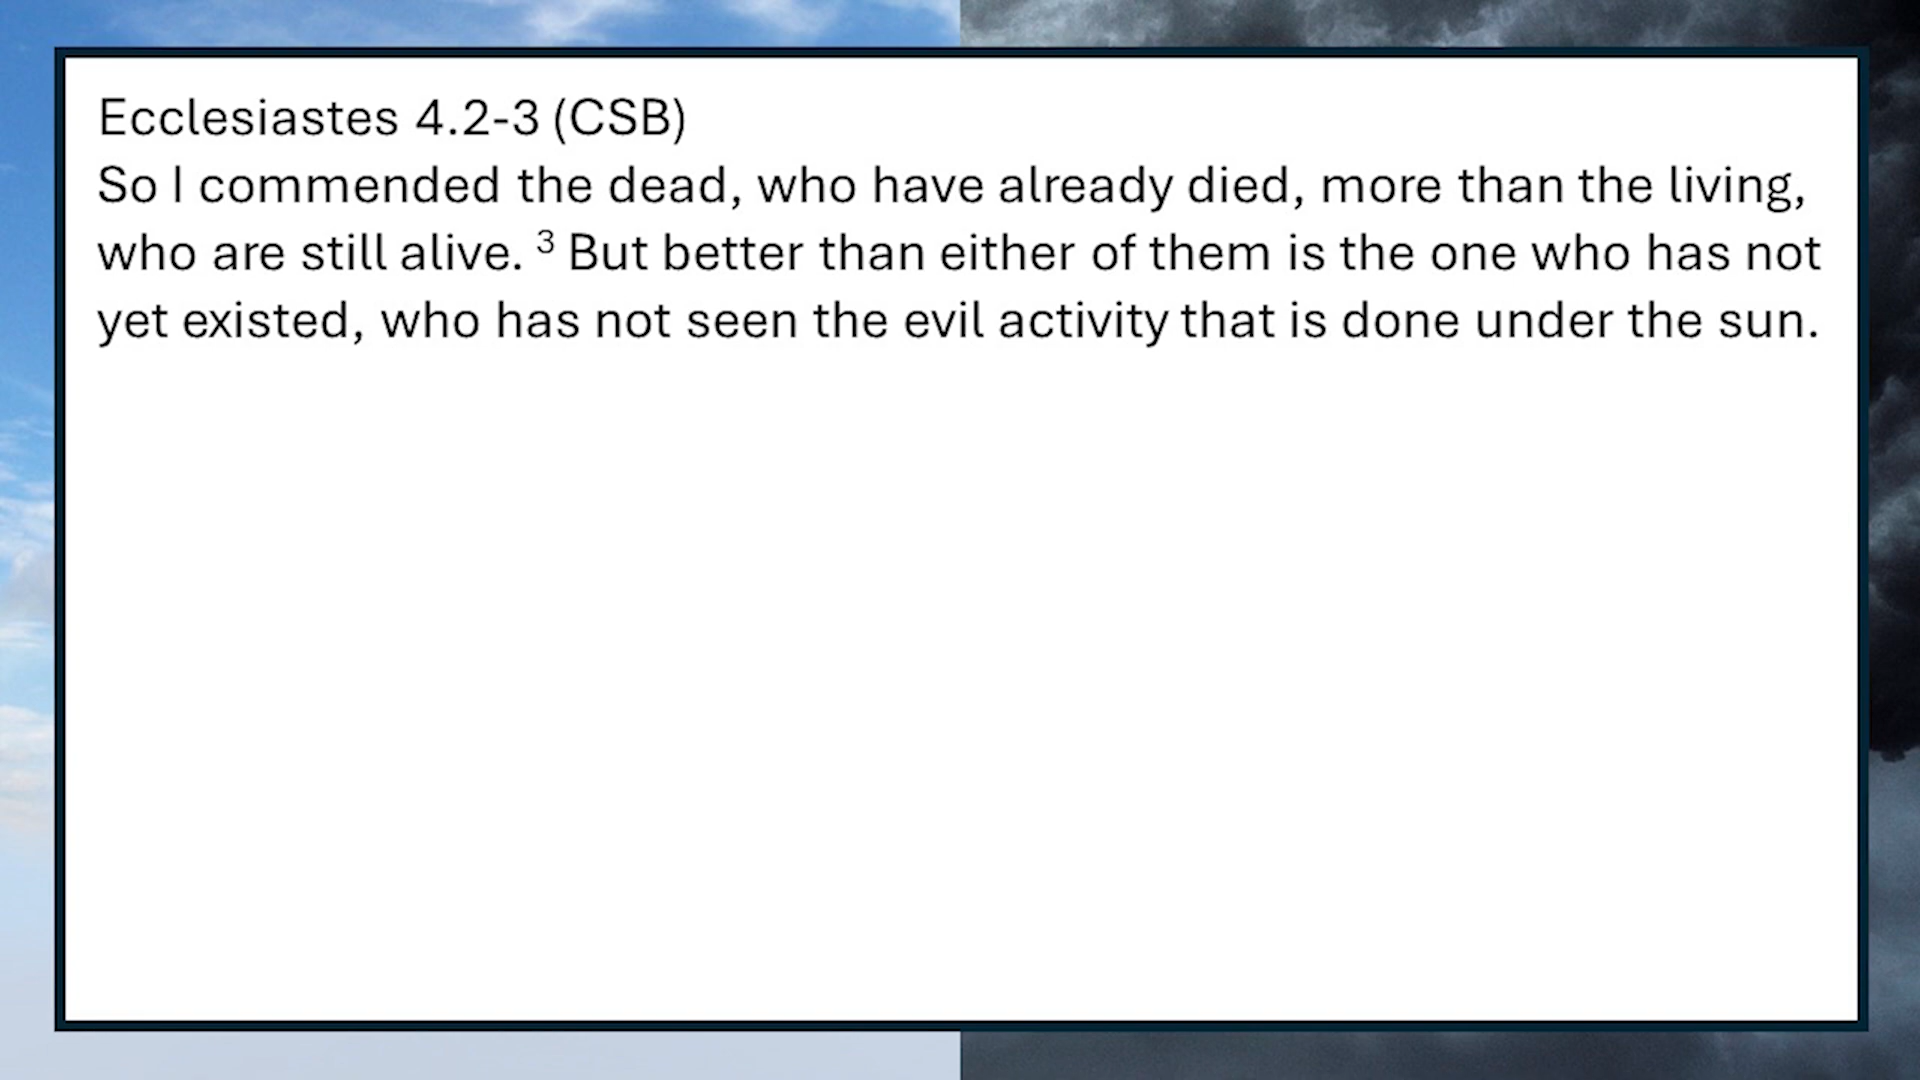 Ecclesiastes 4.2-3 (CSB)
So I commended the dead, who have already died, more than the living,
who are still alive. ³ But better than either of them is the one who has not
yet existed, who has not seen the evil activity that is done under the sun.